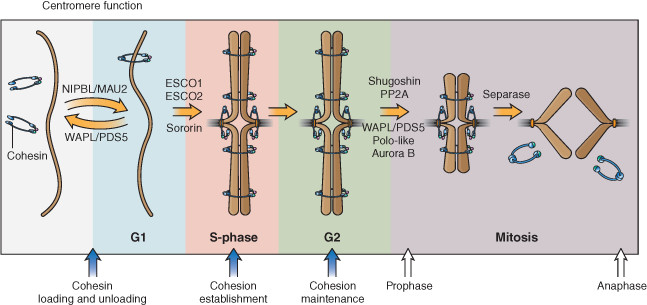 Centromere function
NIPBL/MAU2
WAPL/PDS5
Cohesin
ESCO1
ESCO2
Sororin
Shugoshin
PP2A
WAPL/PDS5
Polo-like
Aurora B
Separase
G1
S-phase
G2
Mitosis
Cohesin
loading and unloading
Cohesion
establishment
Cohesion
maintenance
Prophase
Anaphase